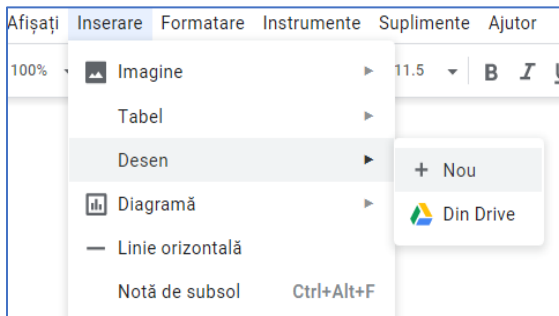 Afișați Inserare Formatare Instrumente Suplimente Ajutor
100% Imagine 11.5 B I U
Tabel
Desen
+ Nou
Diagramă
Din Drive
Linie orizontală
Notă de subsol Ctrl+Alt+F